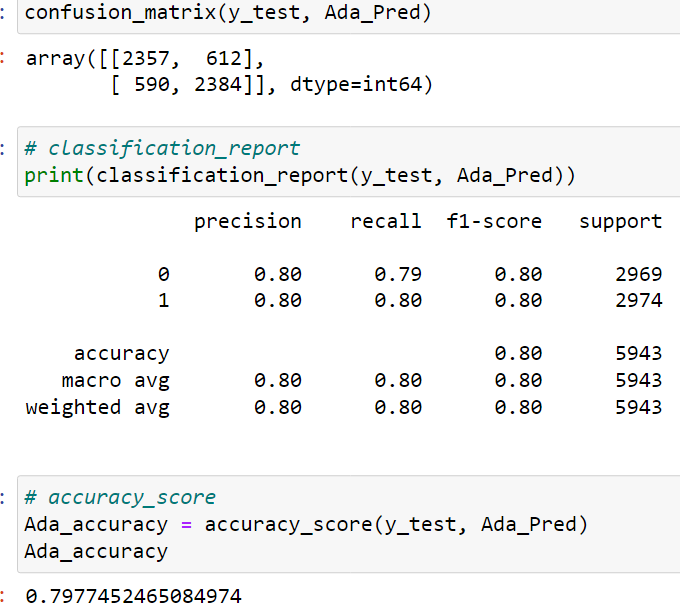 : confusion_matrix(y_test, Ada_Pred)
: array([[2357,  612],
       [ 590, 2384]], dtype=int64)
: # classification_report
print(classification_report(y_test, Ada_Pred))
              precision    recall  f1-score   support
           0       0.80      0.79      0.80      2969
           1       0.80      0.80      0.80      2974
    accuracy                           0.80      5943
   macro avg       0.80      0.80      0.80      5943
weighted avg       0.80      0.80      0.80      5943
: # accuracy_score
Ada_accuracy = accuracy_score(y_test, Ada_Pred)
Ada_accuracy
: 0.7977452465084974